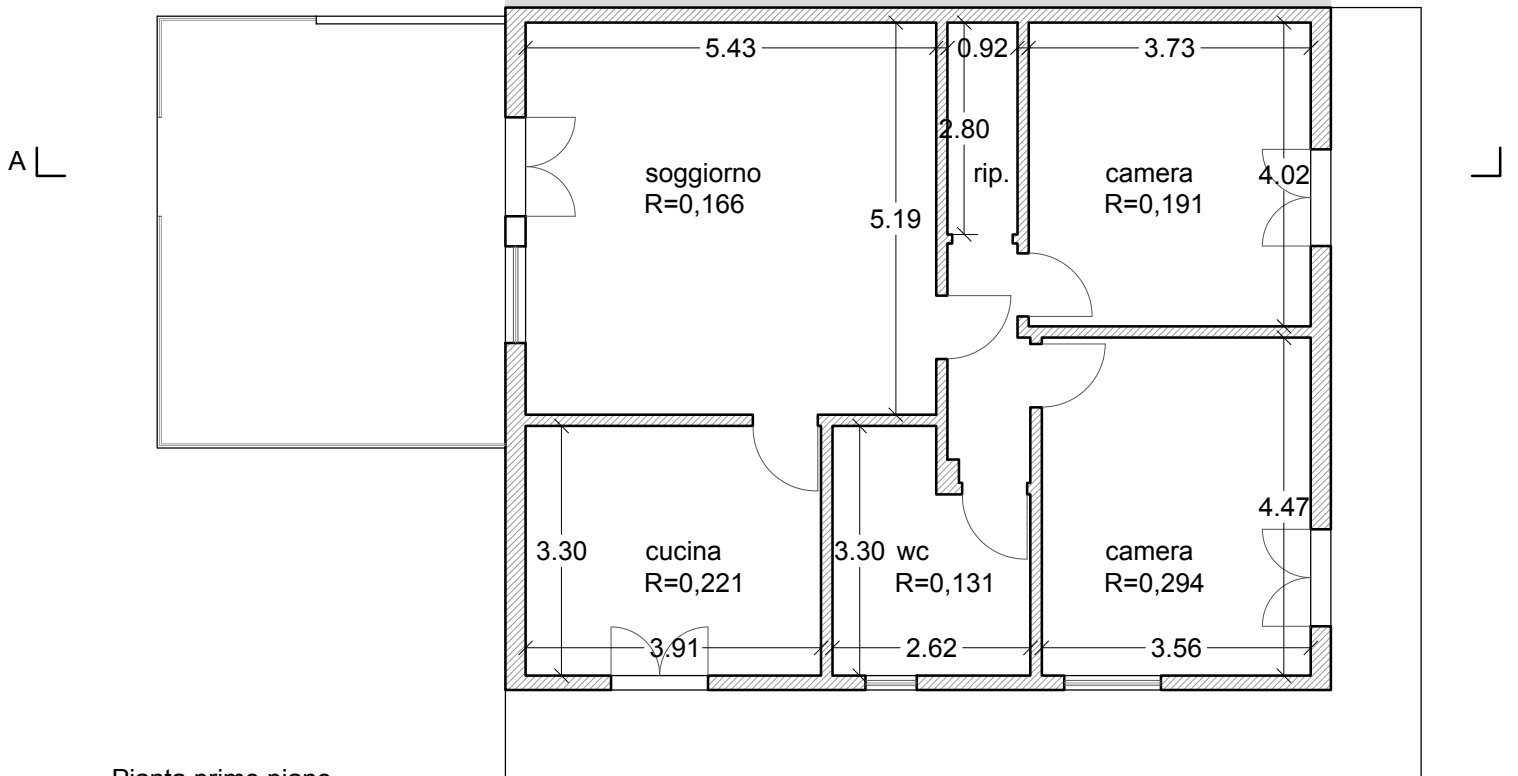 5.43
0.92
3.73
2.80
A
soggiorno
R=0,166
rip.
camera
R=0,191
4.02
5.19
3.30
cucina
R=0,221
3.30
wc
R=0,131
camera
R=0,294
4.47
3.91
2.62
3.56
Pianta primo piano